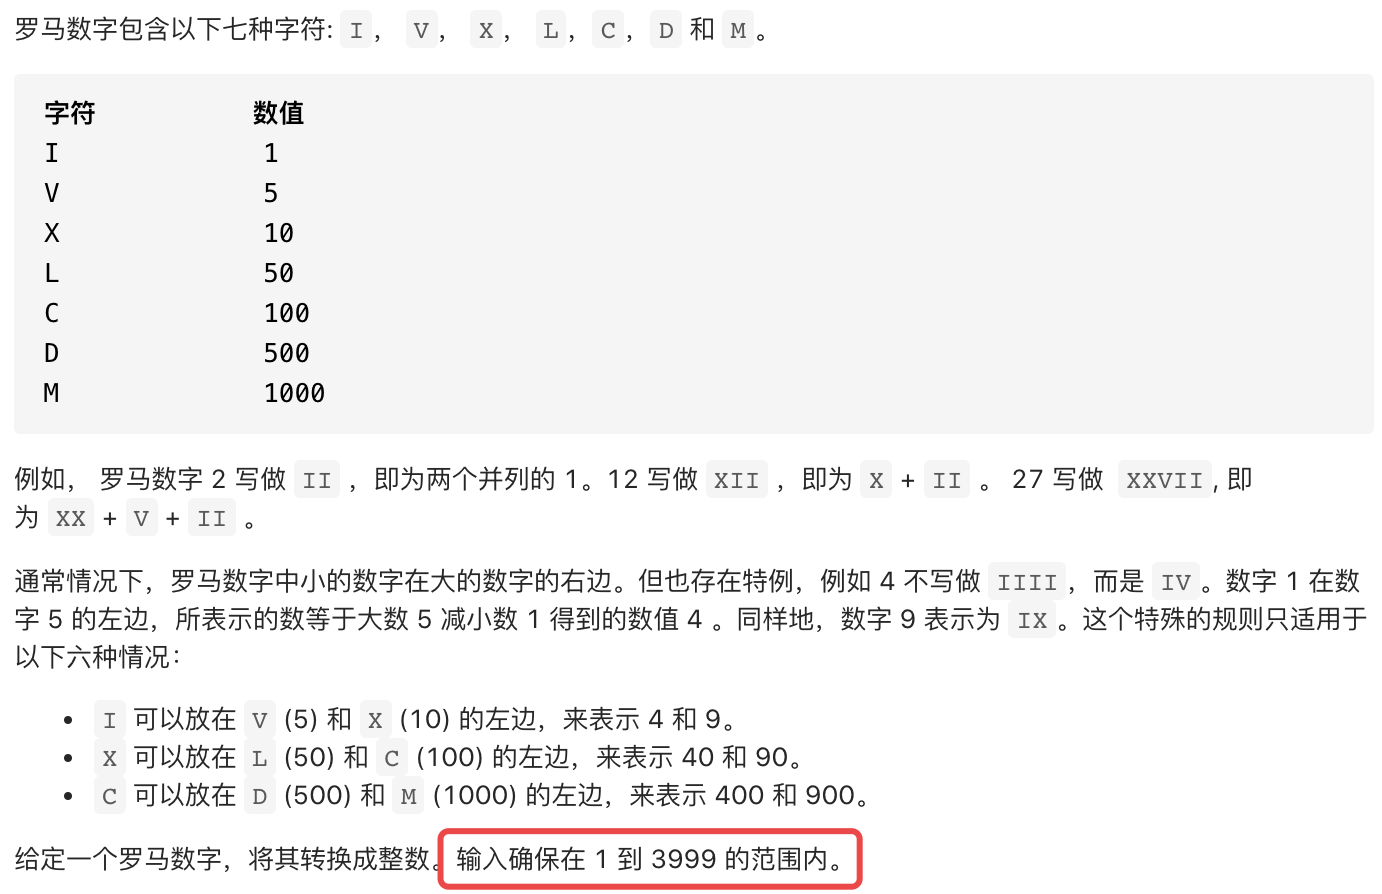 罗马数字包含以下七种字符: I， V， X， L，C，D 和 M。
字符 数值
I 1
V 5
X 10
L 50
C 100
D 500
M 1000
例如， 罗马数字 2 写做 II ，即为两个并列的 1。12 写做 XII ，即为 X + II 。 27 写做 XXVII, 即
为 XX + V + II 。
通常情况下，罗马数字中小的数字在大的数字的右边。但也存在特例，例如 4 不写做 IIII，而是 IV。数字 1 在数
字 5 的左边，所表示的数等于大数 5 减小数 1 得到的数值 4 。同样地，数字 9 表示为 IX。这个特殊的规则只适用于
以下六种情况：
• I 可以放在 V (5) 和 X (10) 的左边，来表示 4 和 9。
• X 可以放在 L (50) 和 C (100) 的左边，来表示 40 和 90。
• C 可以放在 D (500) 和 M (1000) 的左边，来表示 400 和 900。
给定一个罗马数字，将其转换成整数。输入确保在 1 到 3999 的范围内。